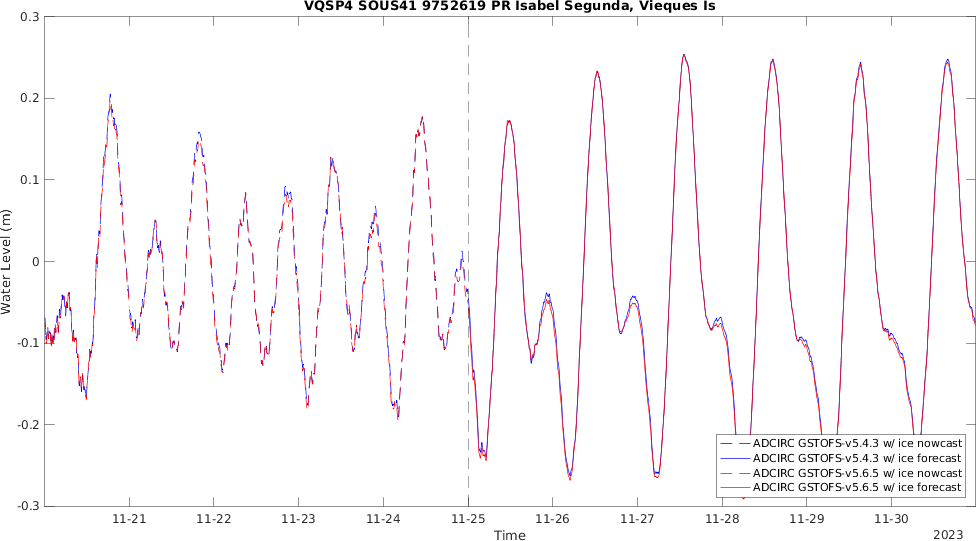 VQSP4 SOUS41 9752619 PR Isabel Segunda, Vieques Is
0.3
0.2
0.1
0
-0.1
-0.2
-0.3
Water Level (m)
11-21 11-22 11-23 11-24 11-25 11-26 11-27 11-28 11-29 11-30
Time
2023
ADCIRC GSTOFS-v5.4.3 w/ ice nowcast
ADCIRC GSTOFS-v5.4.3 w/ ice forecast
ADCIRC GSTOFS-v5.6.5 w/ ice nowcast
ADCIRC GSTOFS-v5.6.5 w/ ice forecast